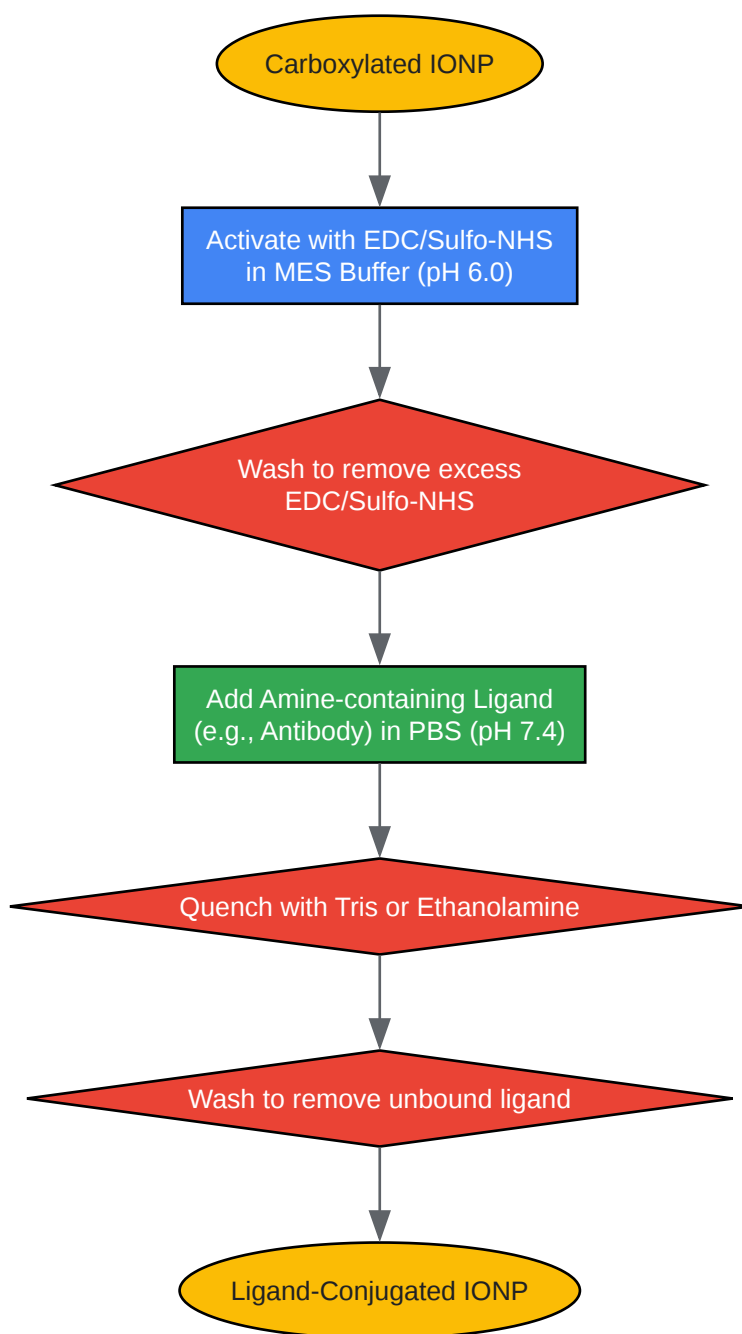 Carboxylated IONP
Activate with EDC/Sulfo-NHS
in MES Buffer (pH 6.0)
Wash to remove excess
EDC/Sulfo-NHS
Add Amine-containing Ligand
(e.g., Antibody) in PBS (pH 7.4)
Quench with Tris or Ethanolamine
Wash to remove unbound ligand
Ligand-Conjugated IONP